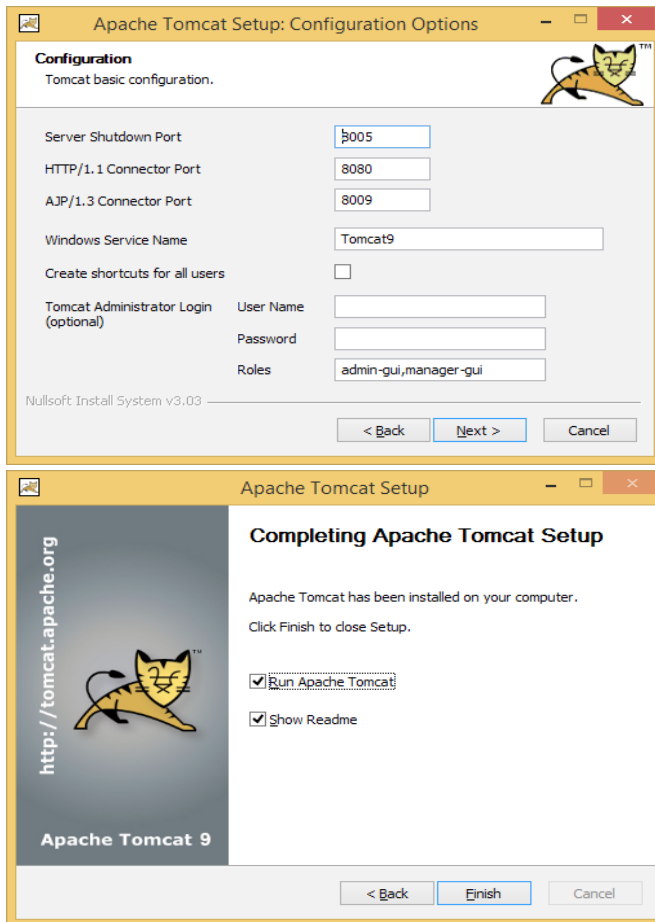 Apache Tomcat Setup: Configuration Options
Configuration
Tomcat basic configuration.
TM
Server Shutdown Port 8005
HTTP/1.1 Connector Port 8080
AJP/1.3 Connector Port 8009
Windows Service Name Tomcat9
Create shortcuts for all users
Tomcat Administrator Login User Name
(optional)
Password
Roles admin-gui,manager-gui
Nullsoft Install System v3.03
< Back Next > Cancel
Apache Tomcat Setup
http://tomcat.apache.org
TM
Apache Tomcat 9
Completing Apache Tomcat Setup
Apache Tomcat has been installed on your computer.
Click Finish to close Setup.
Run Apache Tomcat
Show Readme
< Back Finish Cancel